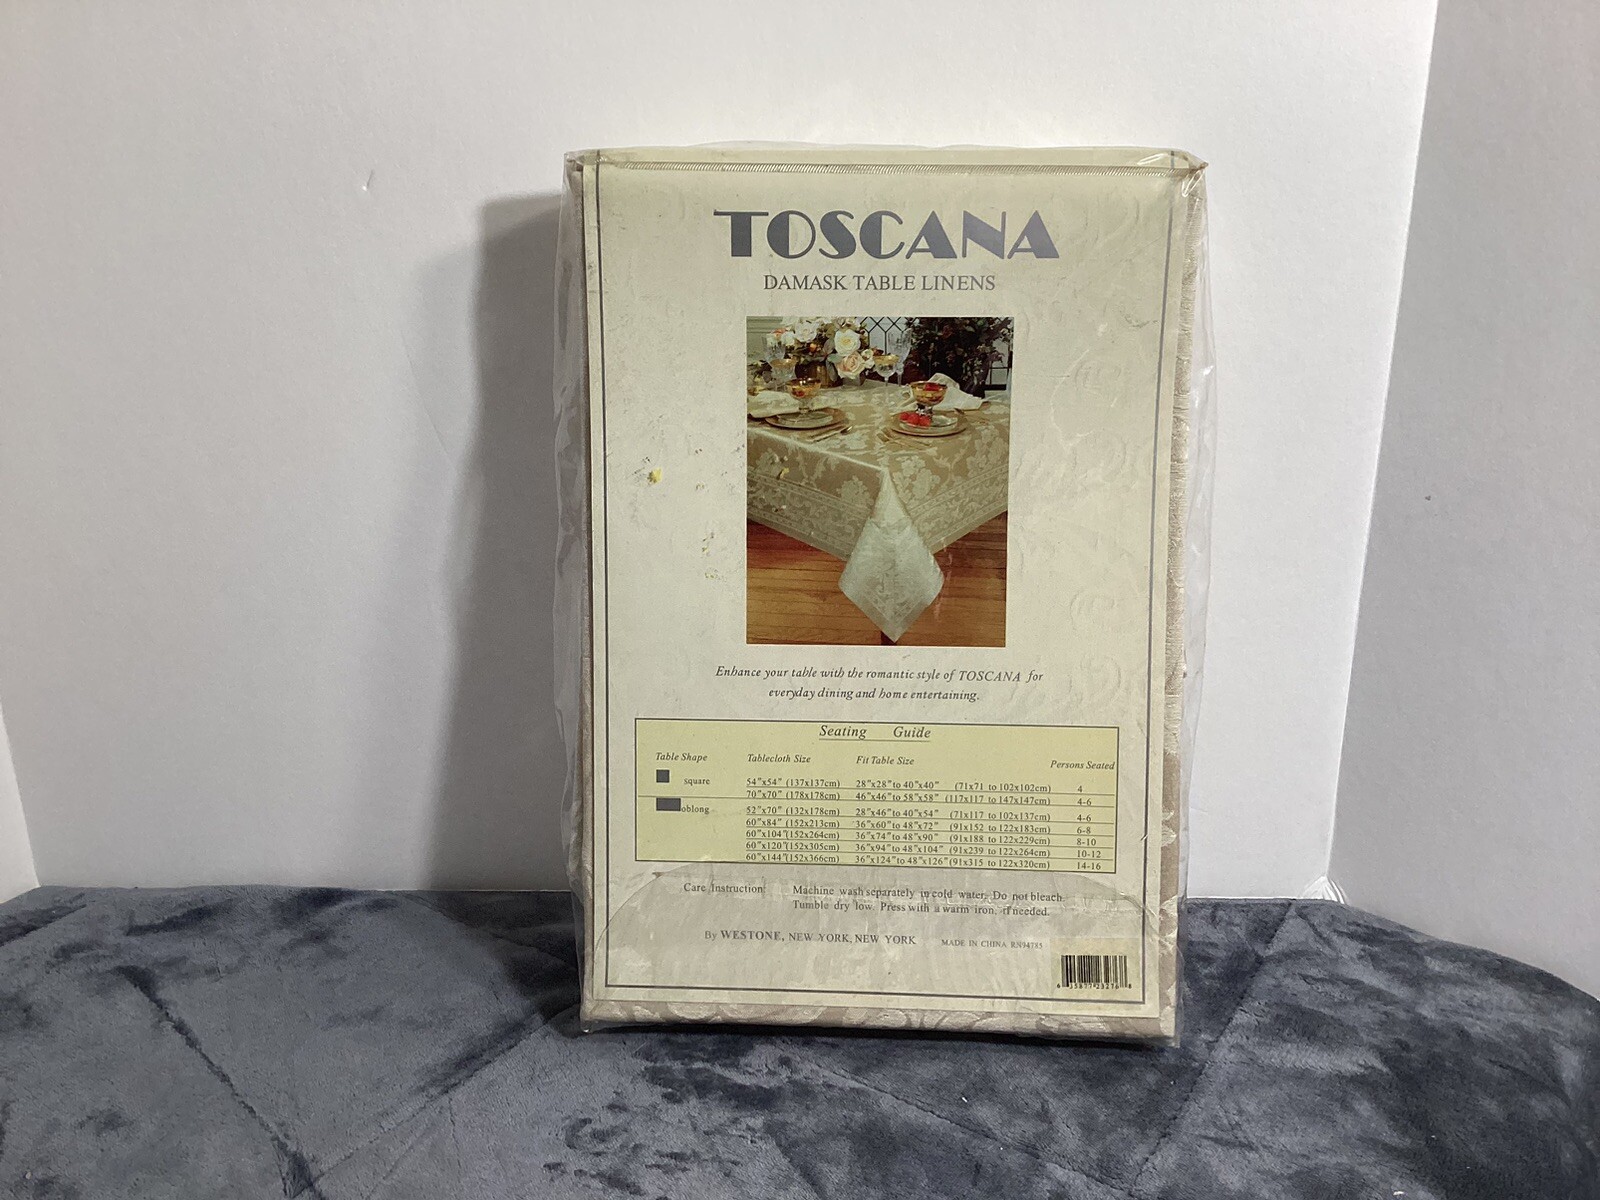 TOSCANA
DAMASK TABLE LINENS
Enhance your table with the romantic style of TOSCANA for
everyday dining and home entertaining.
Seating Guide
Table Shape Tablecloth Size Fit Table Size Persons Seated
square 54"x54" (137x137cm) 28"x28" to 40"x40" (71x71 to 102x102cm) 4
70"x70" (178x178cm) 46"x46" to 58"x58" (117x117 to 147x147cm) 4-6
oblong 52"x70" (132x178cm) 28"x46" to 40"x54" (71x117 to 102x137cm) 4-6
60"x84" (152x213cm) 36"x60" to 48"x72" (91x152 to 122x183cm) 6-8
60"x104"(152x264cm) 36"x74" to 48"x90" (91x188 to 122x229cm) 8-10
60"x120"(152x305cm) 36"x94" to 48"x104" (91x239 to 122x264cm) 10-12
60"x144"(152x366cm) 36"x124" to 48"x126" (91x315 to 122x320cm) 14-16
Care Instruction: Machine wash separately in cold water. Do not bleach.
Tumble dry low. Press with a warm iron, if needed.
By WESTONE, NEW YORK, NEW YORK MADE IN CHINA RN94785